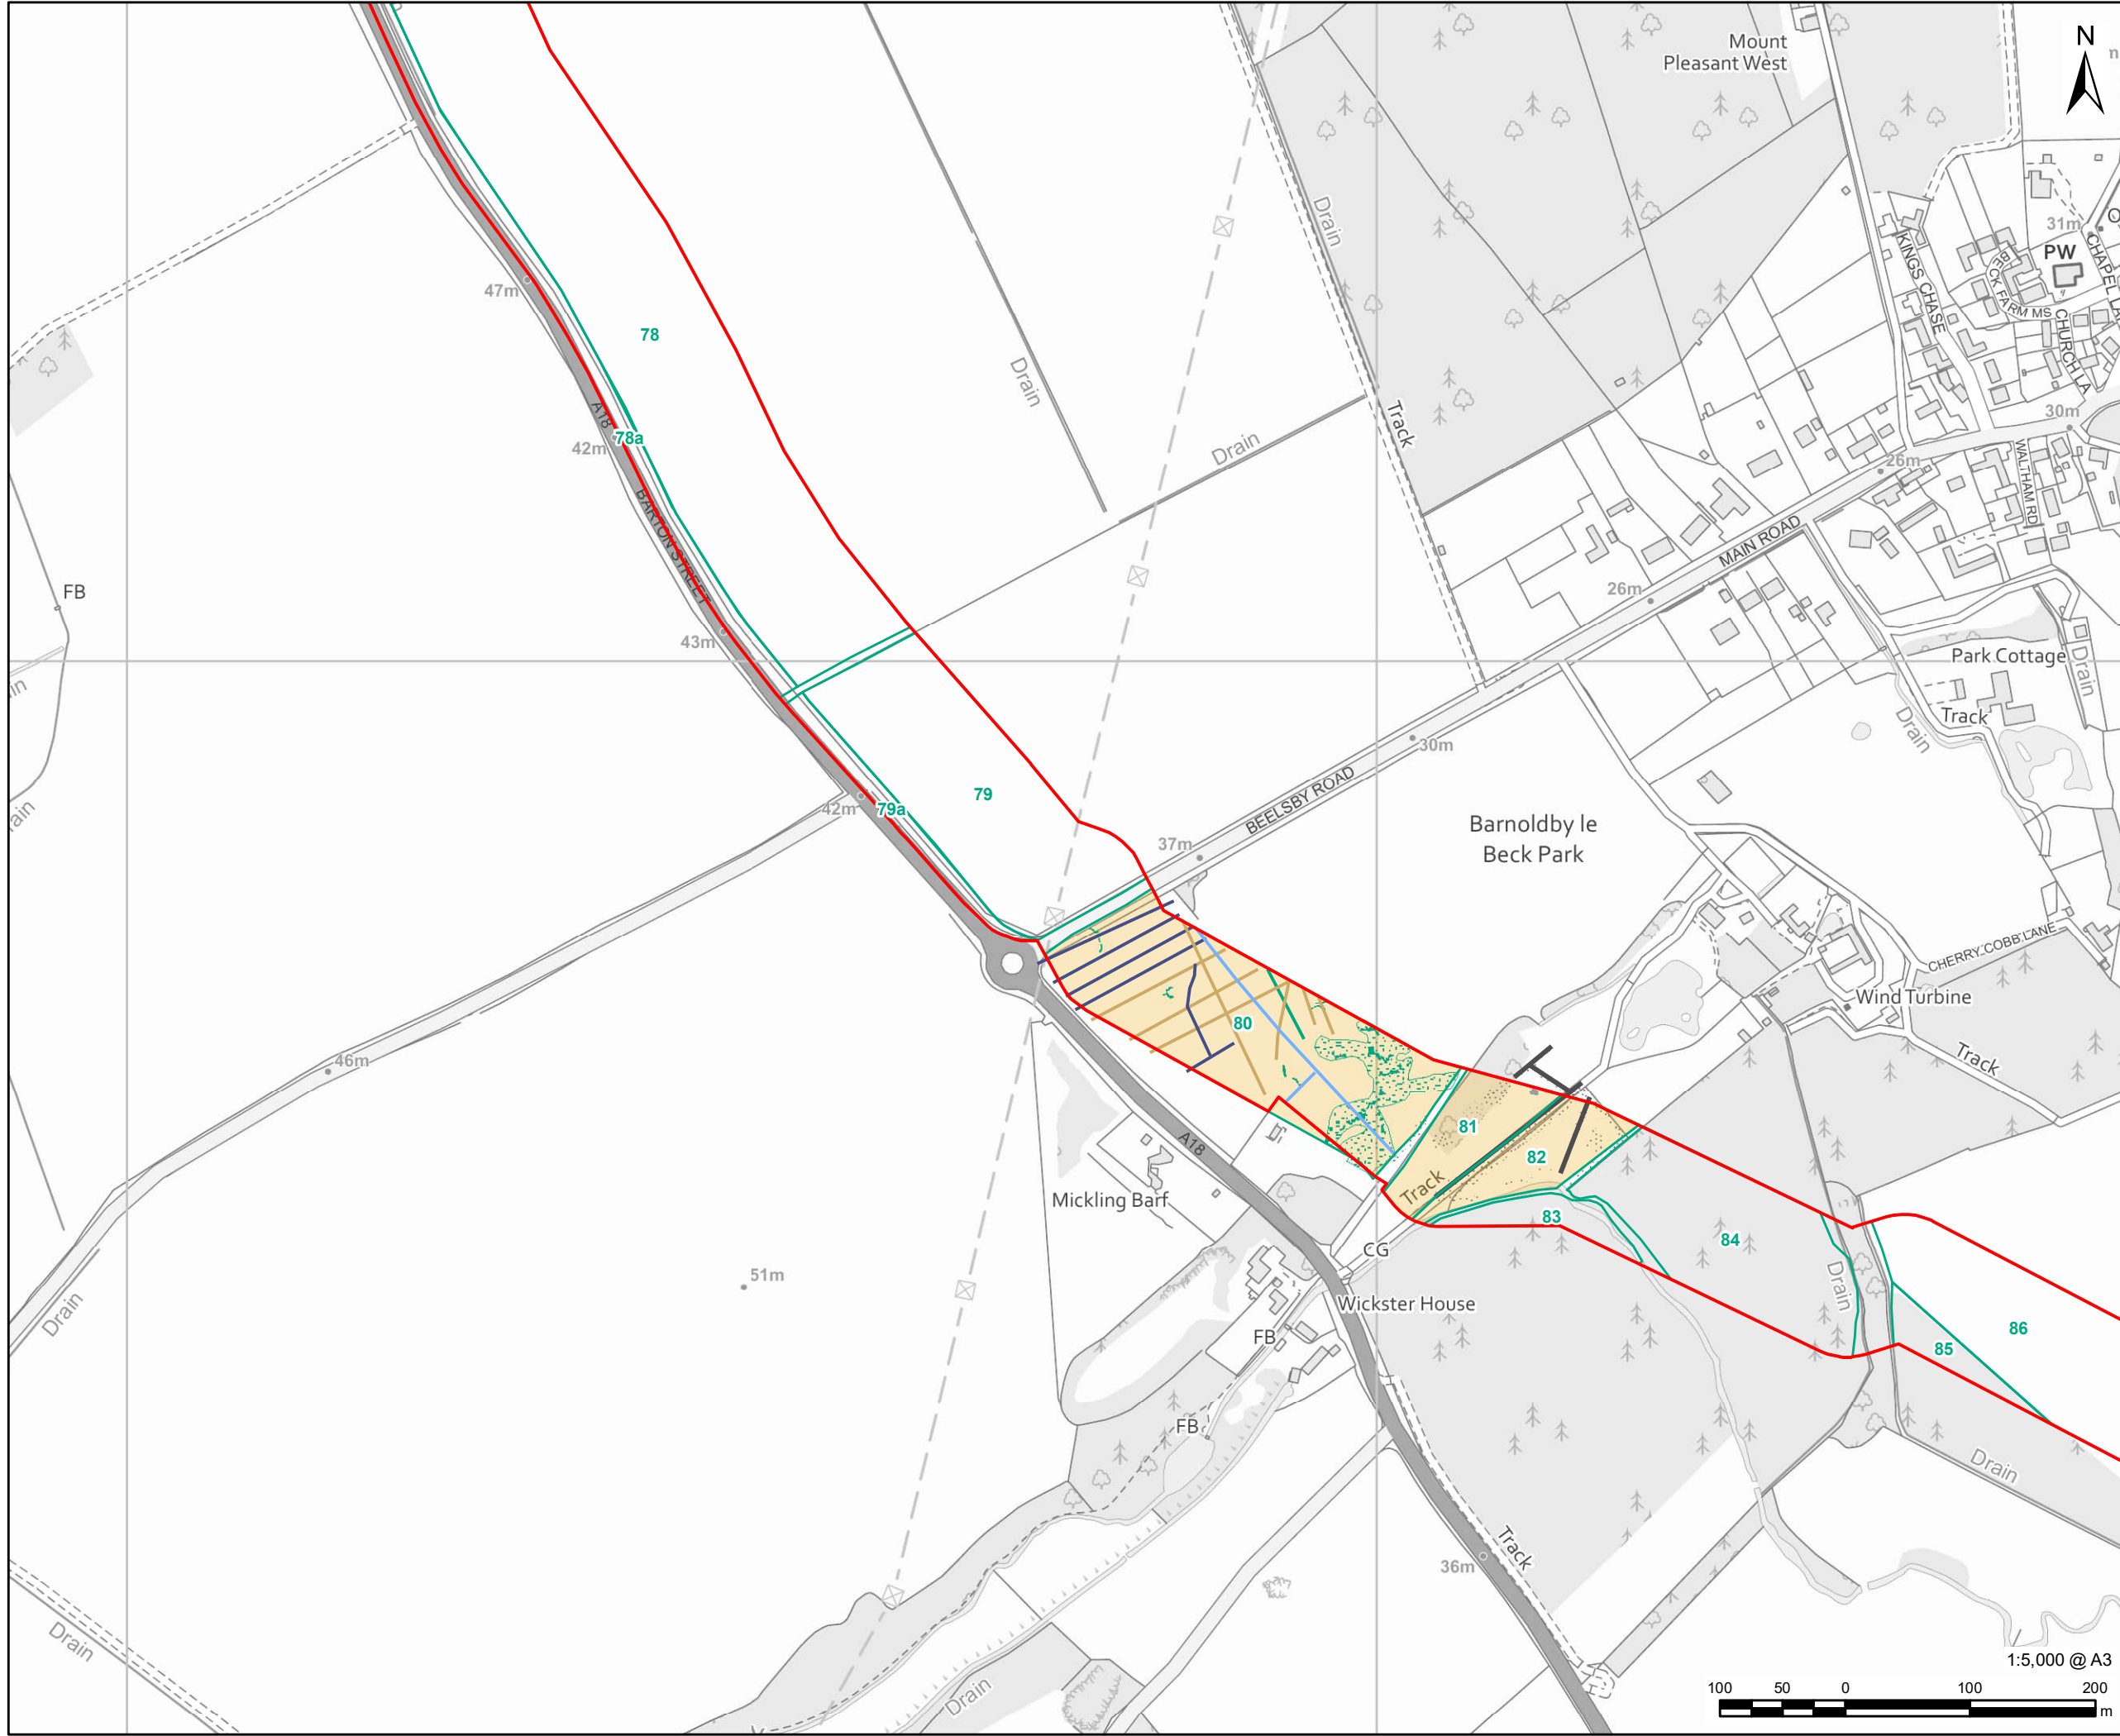 N
Mount
Pleasant West
31m
PW
KINGS CHASE
BECK FARM MS
CHURCH LA
Drain
47m
78
A18
78a
42m
Drain
Track
Drain
30m
26m
WALTHAM RD
BARTON STREET
MAIN ROAD
FB
26m
43m
Park Cottage
Drain
Track
Drain
30m
42m
79a
79
BEELSBY ROAD
37m
Barnoldby le
Beck Park
CHERRY COBB LANE
Wind Turbine
80
46m
Track
81
82
A18
Track
Mickling Barf
83
84
CG
51m
Drain
Drain
Wickster House
86
FB
85
FB
Drain
Track
36m
Drain
Drain
1:5,000 @ A3
100 50 0 100 200
m